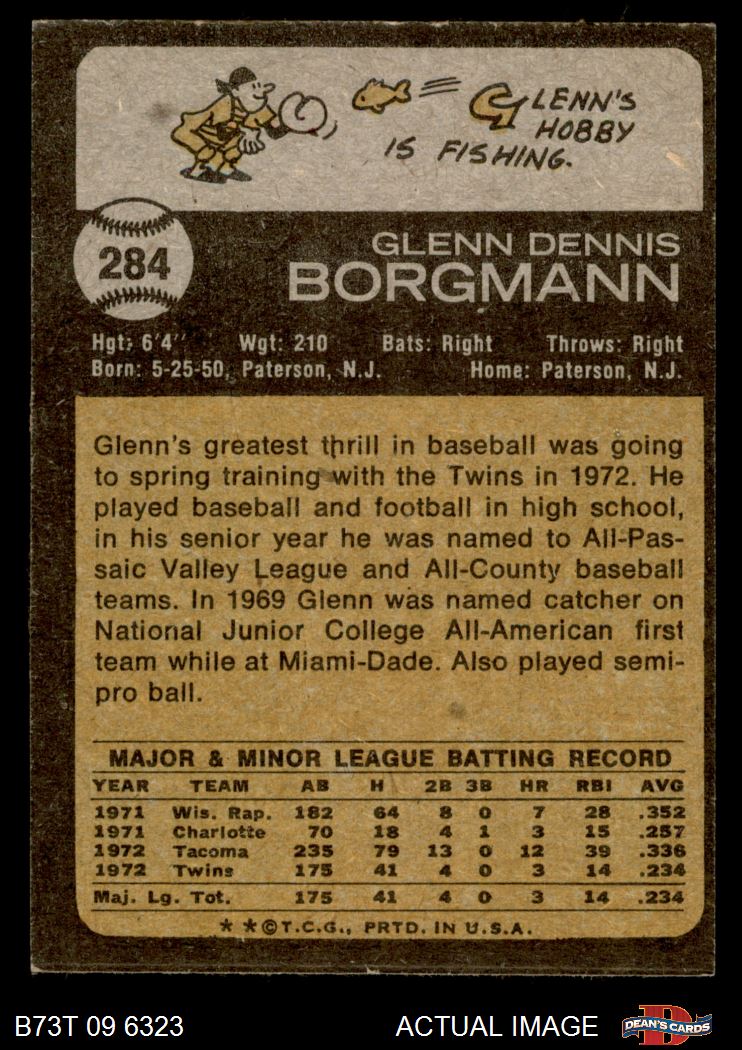 GLENN'S
HOBBY
IS FISHING.
284
GLENN DENNIS
BORGMANN
Hgt: 6'4" Wgt: 210 Bats: Right Throws: Right
Born: 5-25-50, Paterson, N.J. Home: Paterson, N.J.
Glenn's greatest thrill in baseball was going
to spring training with the Twins in 1972. He
played baseball and football in high school,
in his senior year he was named to All-Pas-
saic Valley League and All-County baseball
teams. In 1969 Glenn was named catcher on
National Junior College All-American first
team while at Miami-Dade. Also played semi-
pro ball.
MAJOR & MINOR LEAGUE BATTING RECORD
YEAR TEAM AB H 2B 3B HR RBI AVG
1971 Wis. Rap. 182 64 8 0 7 28 .352
1971 Charlotte 70 18 4 1 3 15 .257
1972 Tacoma 235 79 13 0 12 39 .336
1972 Twins 175 41 4 0 3 14 .234
Maj. Lg. Tot. 175 41 4 0 3 14 .234
* *©T.C.G., PRTD. IN U.S.A.
B73T 09 6323 ACTUAL IMAGE D DEAN'S CARDS